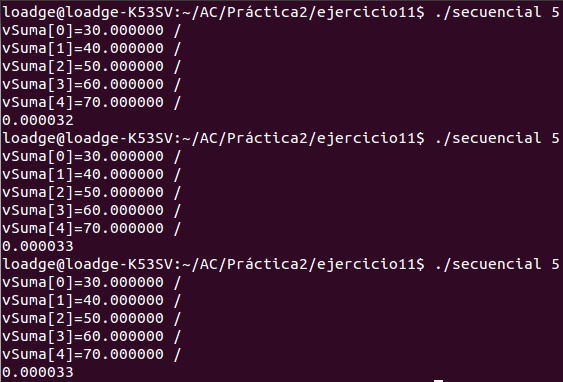 loadge@loadge-K53SV:~/AC/Práctica2/ejercicio11$ ./secuencial 5
vSuma[0]=30.000000 /
vSuma[1]=40.000000 /
vSuma[2]=50.000000 /
vSuma[3]=60.000000 /
vSuma[4]=70.000000 /
0.000032
loadge@loadge-K53SV:~/AC/Práctica2/ejercicio11$ ./secuencial 5
vSuma[0]=30.000000 /
vSuma[1]=40.000000 /
vSuma[2]=50.000000 /
vSuma[3]=60.000000 /
vSuma[4]=70.000000 /
0.000033
loadge@loadge-K53SV:~/AC/Práctica2/ejercicio11$ ./secuencial 5
vSuma[0]=30.000000 /
vSuma[1]=40.000000 /
vSuma[2]=50.000000 /
vSuma[3]=60.000000 /
vSuma[4]=70.000000 /
0.000033